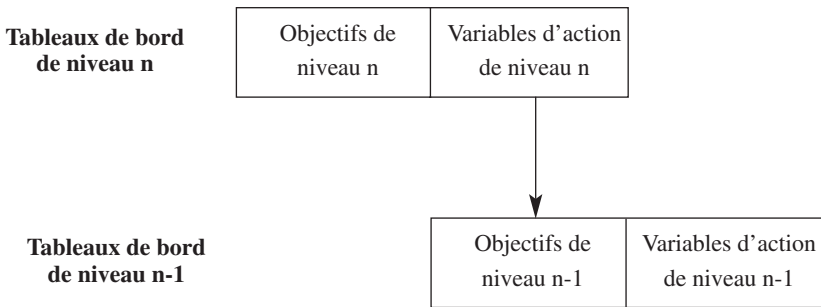 Tableaux de bord
de niveau n
Objectifs de
niveau n
Variables d'action
de niveau n
Tableaux de bord
de niveau n-1
Objectifs de
niveau n-1
Variables d'action
de niveau n-1